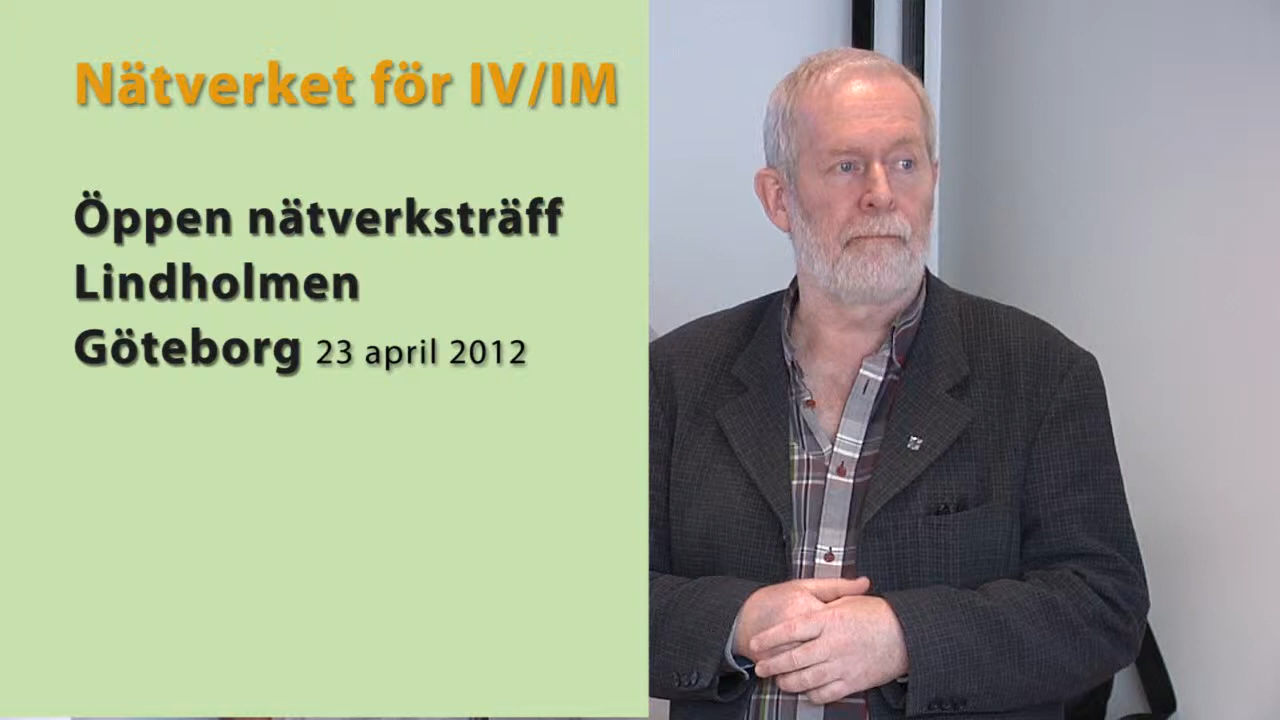 Nätverket för IV/IM
Öppen nätverksträff
Lindholmen
Göteborg 23 april 2012